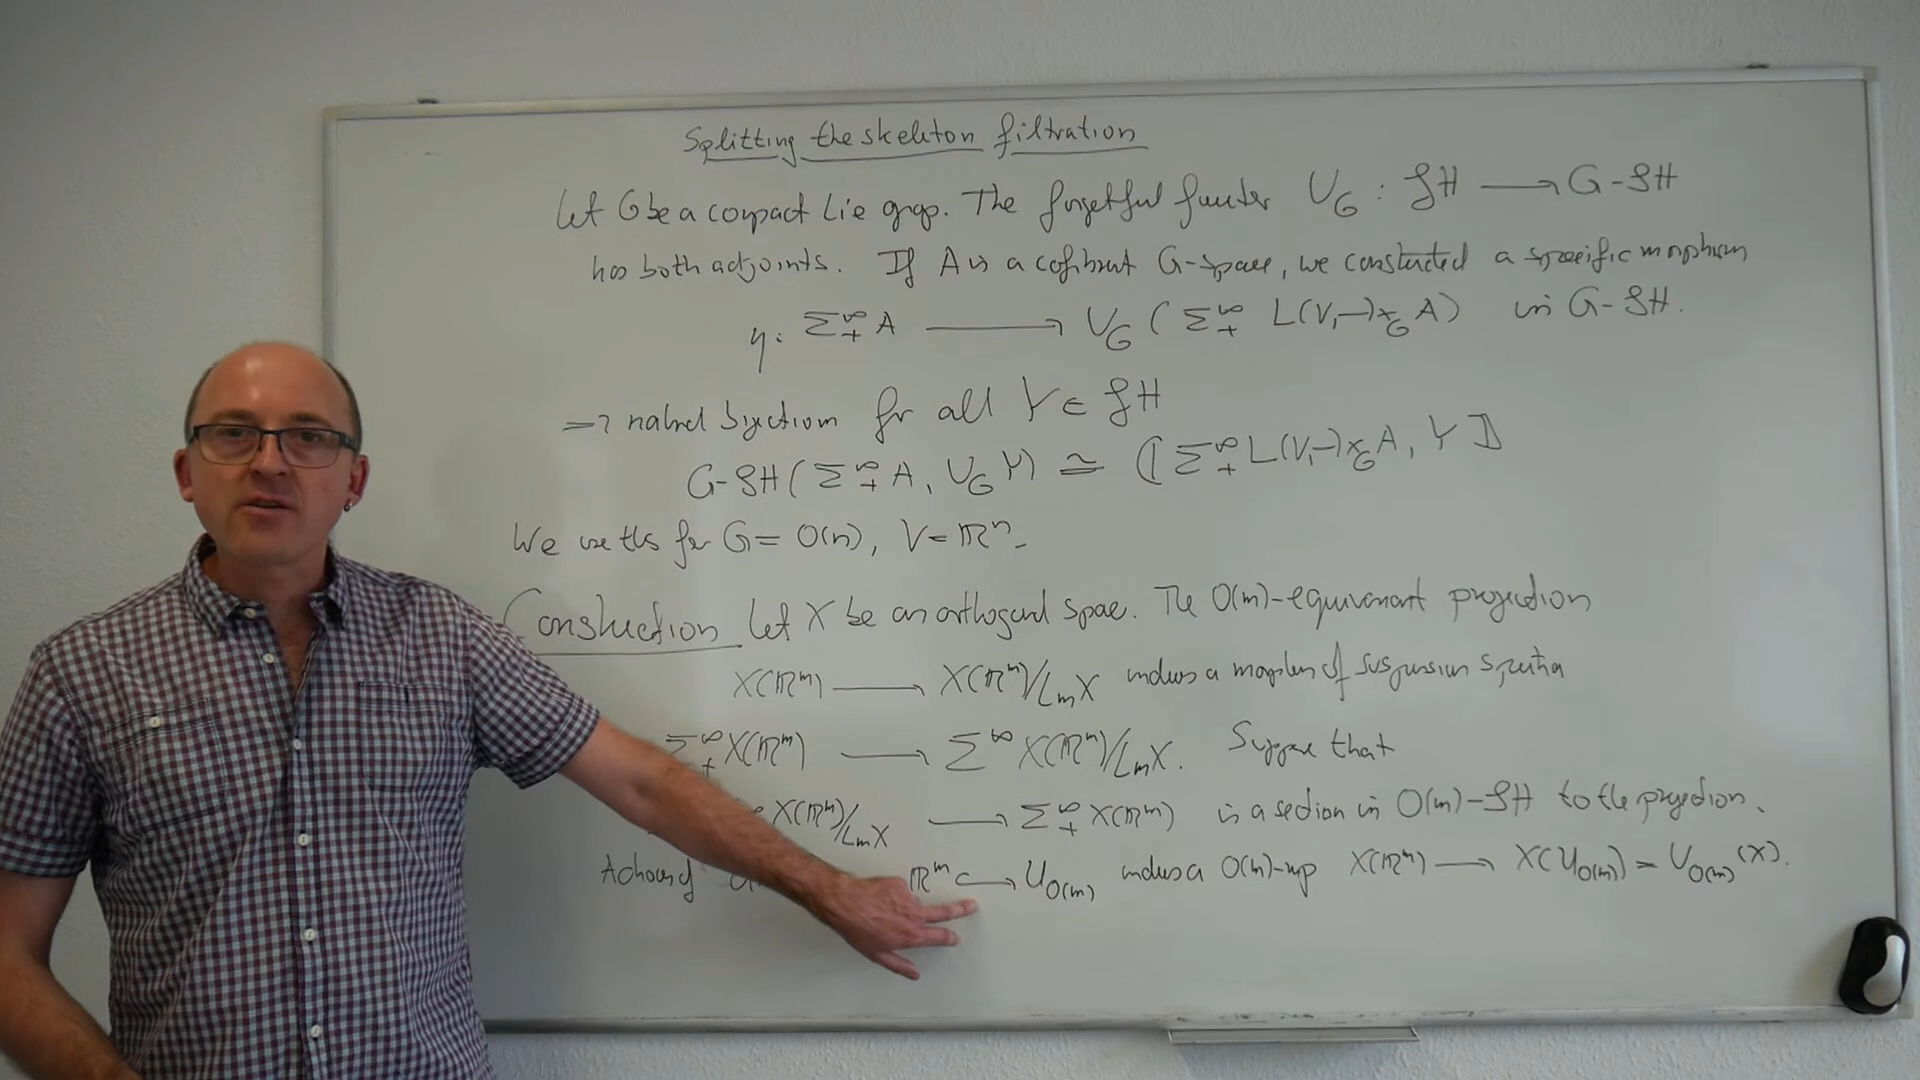 Splitting the skeleton filtration
Let G be a compact Lie group. The forgetful functor U_G : SH ⟶ G-SH
has both adjoints. If A is a cofibrant G-space, we constructed a specific morphism
η: Σ^∞_+ A ⟶ U_G ( Σ^∞_+ L(V,-)×_G A ) in G-SH.
⟹ natural bijection for all Y ∈ SH
G-SH( Σ^∞_+ A, U_G Y) ≅ ⟦ Σ^∞_+ L(V,-)×_G A, Y ⟧
We use this for G = O(m), V = ℝ^m.
Construction Let X be an orthogonal space. The O(m)-equivariant projection
X(ℝ^m) ⟶ X(ℝ^m)/L_m X induces a morphism of suspension spectra
Σ^∞_+ X(ℝ^m) ⟶ Σ^∞ X(ℝ^m)/L_m X. Suppose that
X(ℝ^m)/L_m X ⟶ Σ^∞_+ X(ℝ^m) is a section in O(m)-SH to the projection.
A choice of ℝ^m ↪ U_O(m) induces a O(m)-map X(ℝ^m) ⟶ X(U_O(m)) = U_O(m)(X).